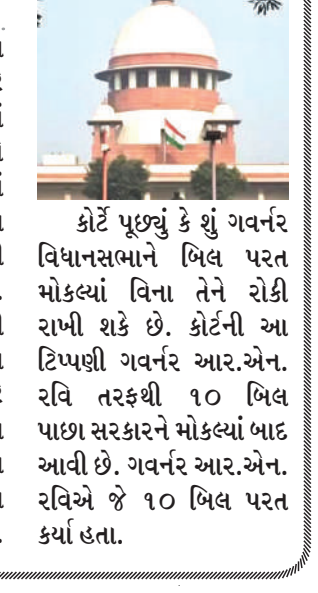 કોર્ટે પૂછ્યું કે શું ગવર્નર
વિધાનસભાને બિલ પરત
મોકલ્યાં વિના તેને રોકી
રાખી શકે છે. કોર્ટની આ
ટિપ્પણી ગવર્નર આર.એન.
રવિ તરફથી ૧૦ બિલ
પાછા સરકારને મોકલ્યાં બાદ
આવી છે. ગવર્નર આર.એન.
રવિએ જે ૧૦ બિલ પરત
કર્યા હતા.